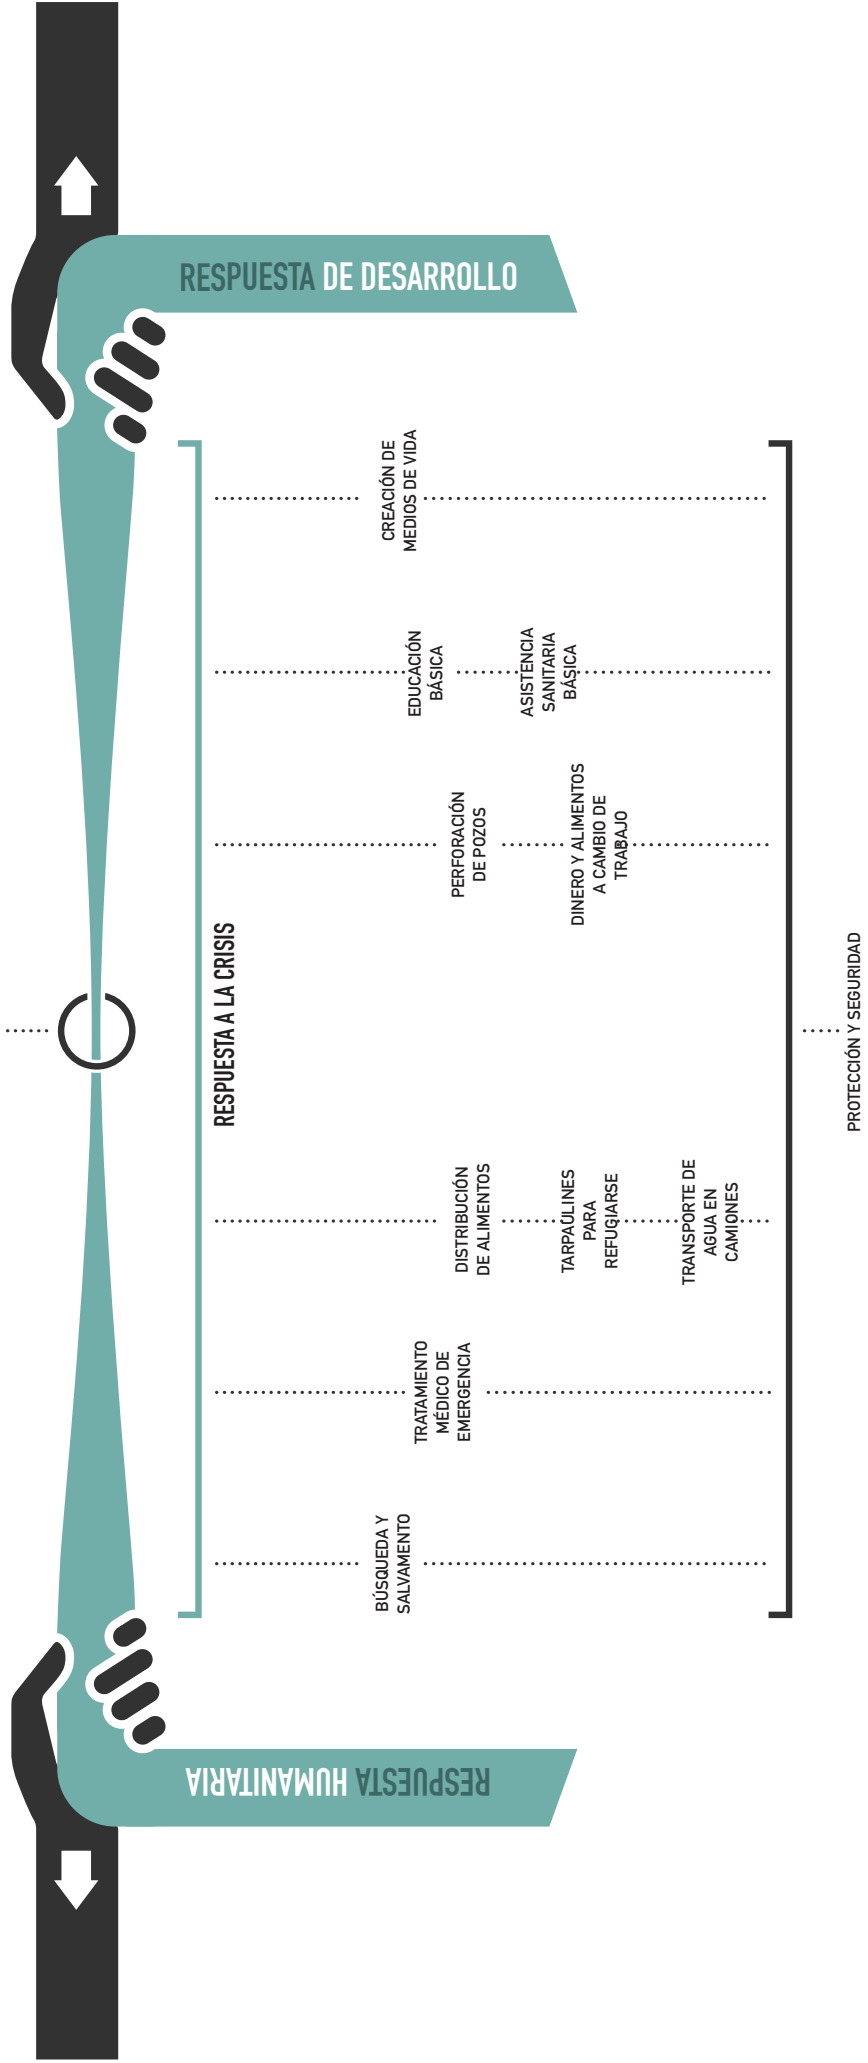 RESPUESTA HUMANITARIA
RESPUESTA DE DESARROLLO
RESPUESTA A LA CRISIS
BÚSQUEDA Y
SALVAMENTO
TRATAMIENTO
MÉDICO DE
EMERGENCIA
DISTRIBUCIÓN
DE ALIMENTOS
TARPAULINES
PARA
REFUGIARSE
TRANSPORTE DE
AGUA EN
CAMIONES
PERFORACIÓN
DE POZOS
DINERO Y ALIMENTOS
A CAMBIO DE
TRABAJO
EDUCACIÓN
BÁSICA
ASISTENCIA
SANITARIA
BÁSICA
CREACIÓN DE
MEDIOS DE VIDA
PROTECCIÓN Y SEGURIDAD